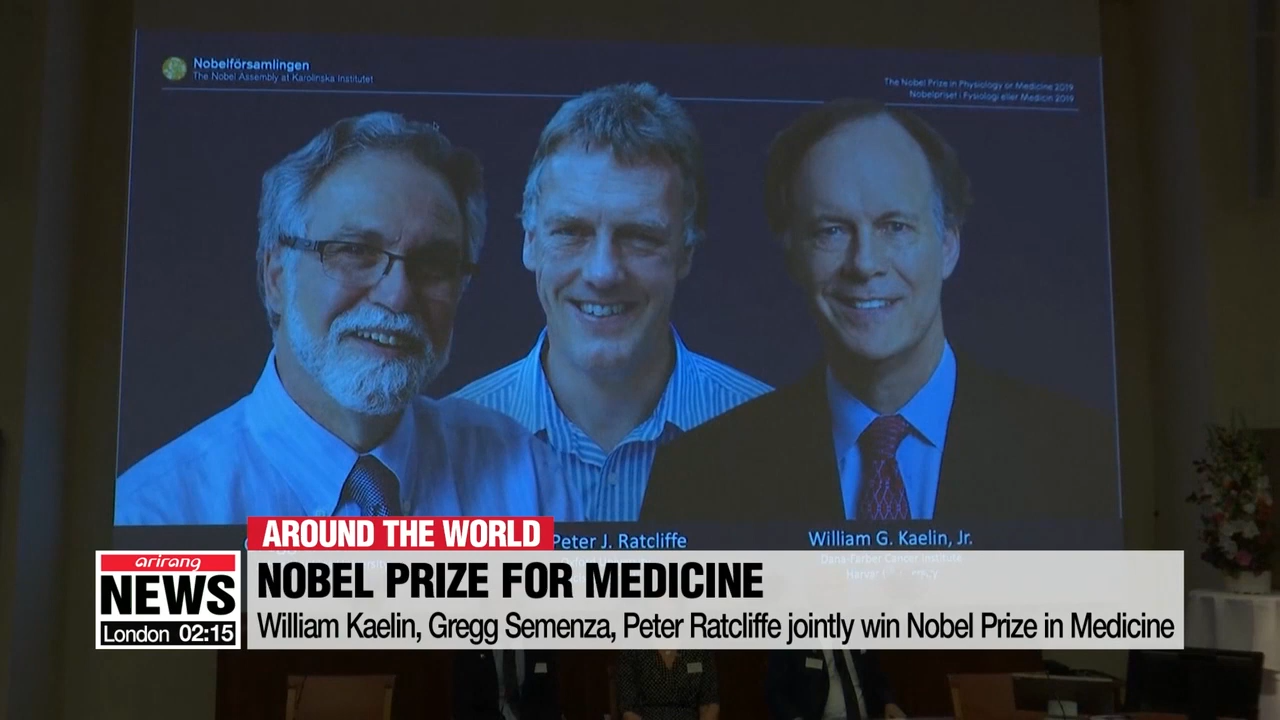 Nobelförsamlingen
The Nobel Assembly at Karolinska Institutet
The Nobel Prize in Physiology or Medicine 2019
Nobelpriset i Fysiologi eller Medicin 2019
AROUND THE WORLD
Peter J. Ratcliffe
William G. Kaelin, Jr.
Dana-Farber Cancer Institute
arirang
NEWS
London 02:15
NOBEL PRIZE FOR MEDICINE
William Kaelin, Gregg Semenza, Peter Ratcliffe jointly win Nobel Prize in Medicine